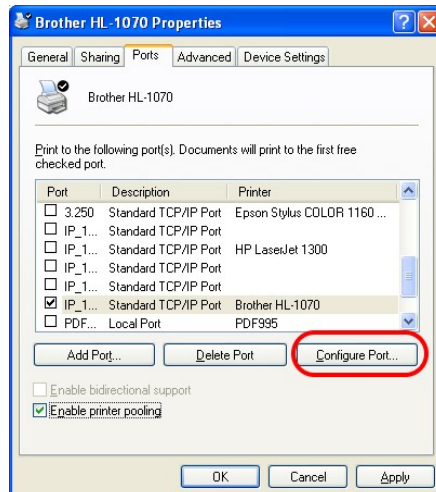 Brother HL-1070 Properties
General Sharing Ports Advanced Device Settings
Brother HL-1070
Print to the following port(s). Documents will print to the first free
checked port.
Port Description Printer
3.250 Standard TCP/IP Port Epson Stylus COLOR 1160 ...
IP_1... Standard TCP/IP Port
IP_1... Standard TCP/IP Port HP LaserJet 1300
IP_1... Standard TCP/IP Port
IP_1... Standard TCP/IP Port
IP_1... Standard TCP/IP Port Brother HL-1070
PDF... Local Port PDF995
Add Port... Delete Port Configure Port...
Enable bidirectional support
Enable printer pooling
OK Cancel Apply